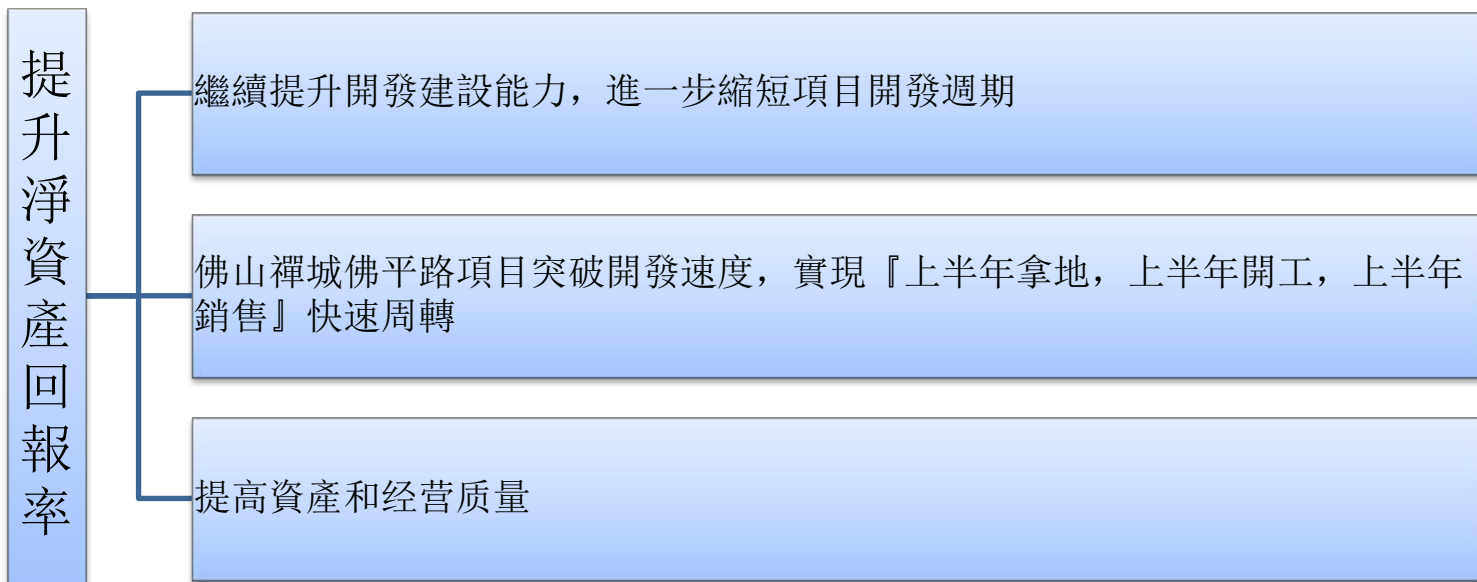 提升淨資產回報率
繼續提升開發建設能力，進一步縮短項目開發週期
佛山禪城佛平路項目突破開發速度，實現『上半年拿地，上半年開工，上半年
銷售』快速周轉
提高資產和经营质量